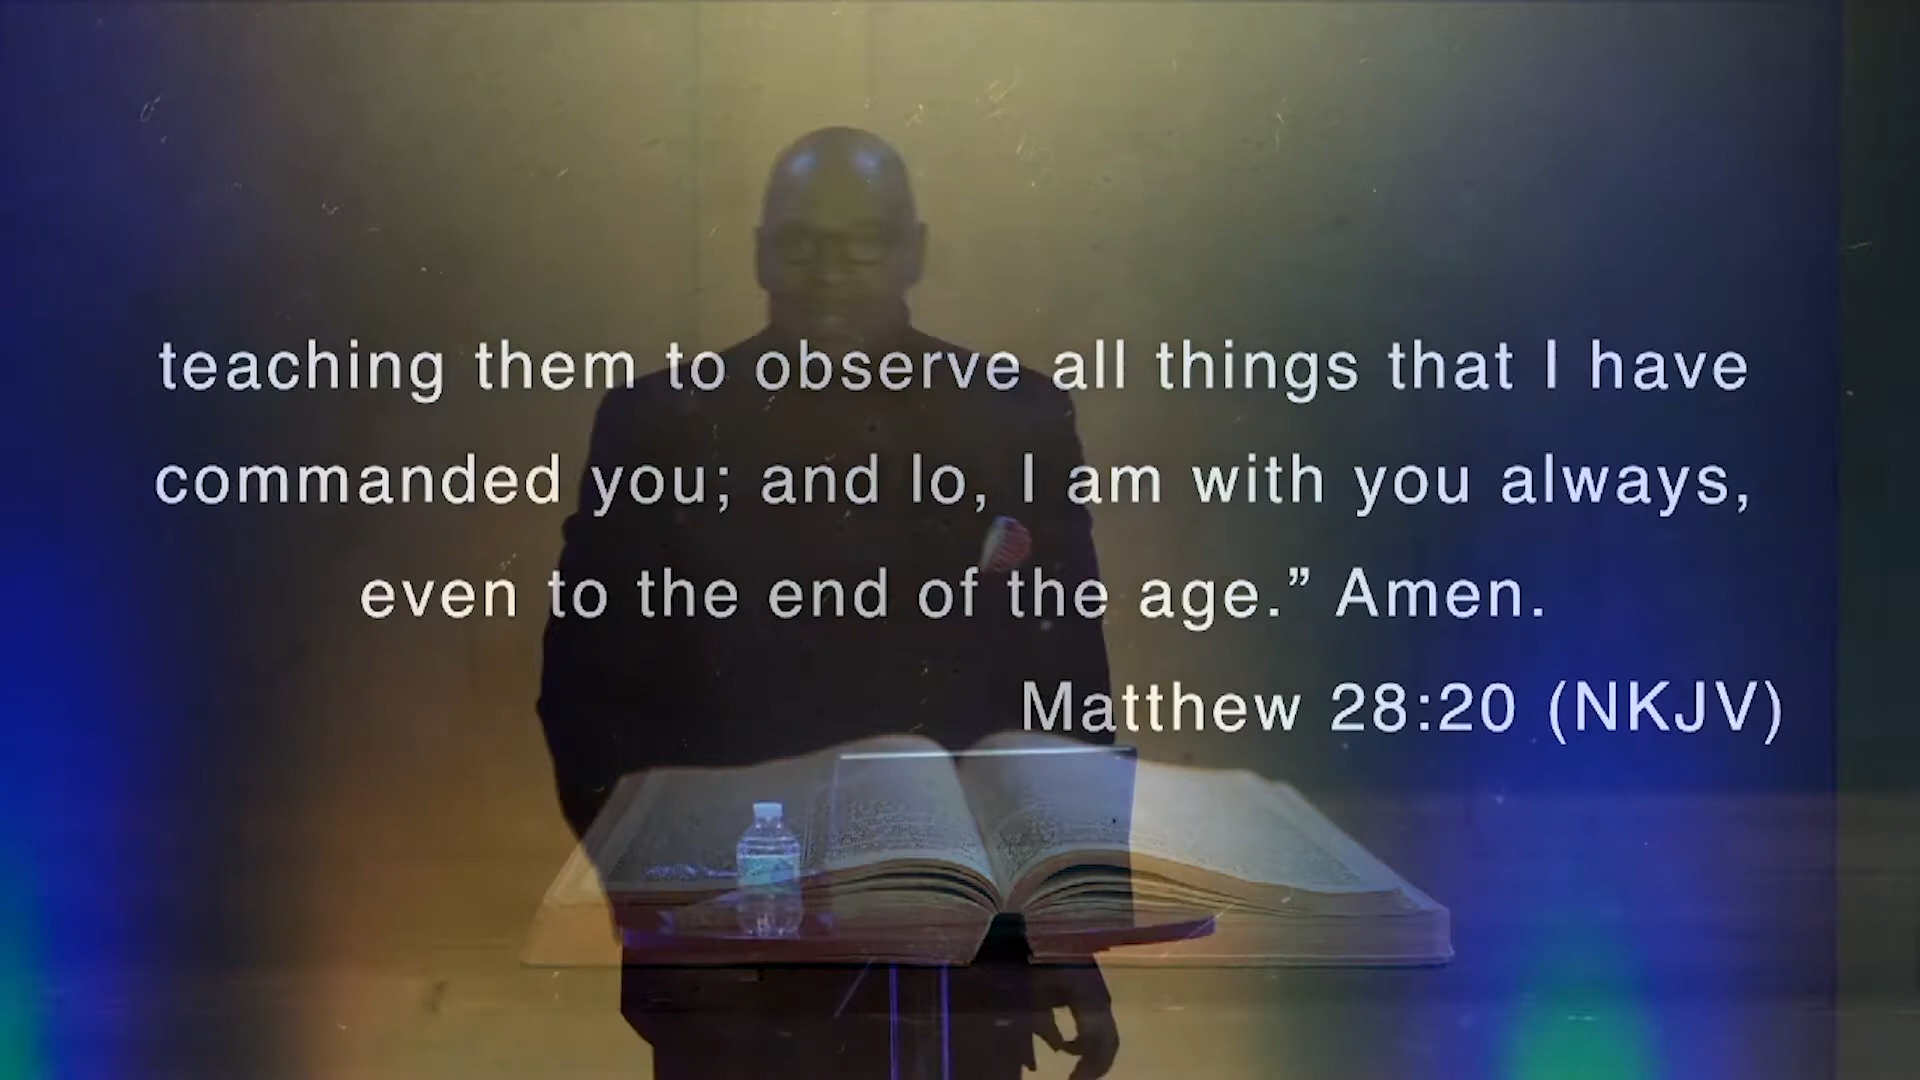 teaching them to observe all things that I have
commanded you; and lo, I am with you always,
even to the end of the age.” Amen.
Matthew 28:20 (NKJV)